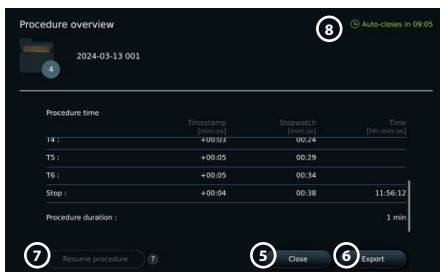 Procedure overview
8
Auto-closes in 09:05
2024-03-13 001
4
Procedure time
Timestamp [mm:ss]
Stopwatch [mm:ss]
Time [hh:mm:ss]
T4 : +00:03 00:24
T5 : +00:05 00:29
T6 : +00:05 00:34
Stop : +00:04 00:38 11:56:12
Procedure duration : 1 min
7
Resume procedure ?
5
Close
6
Export